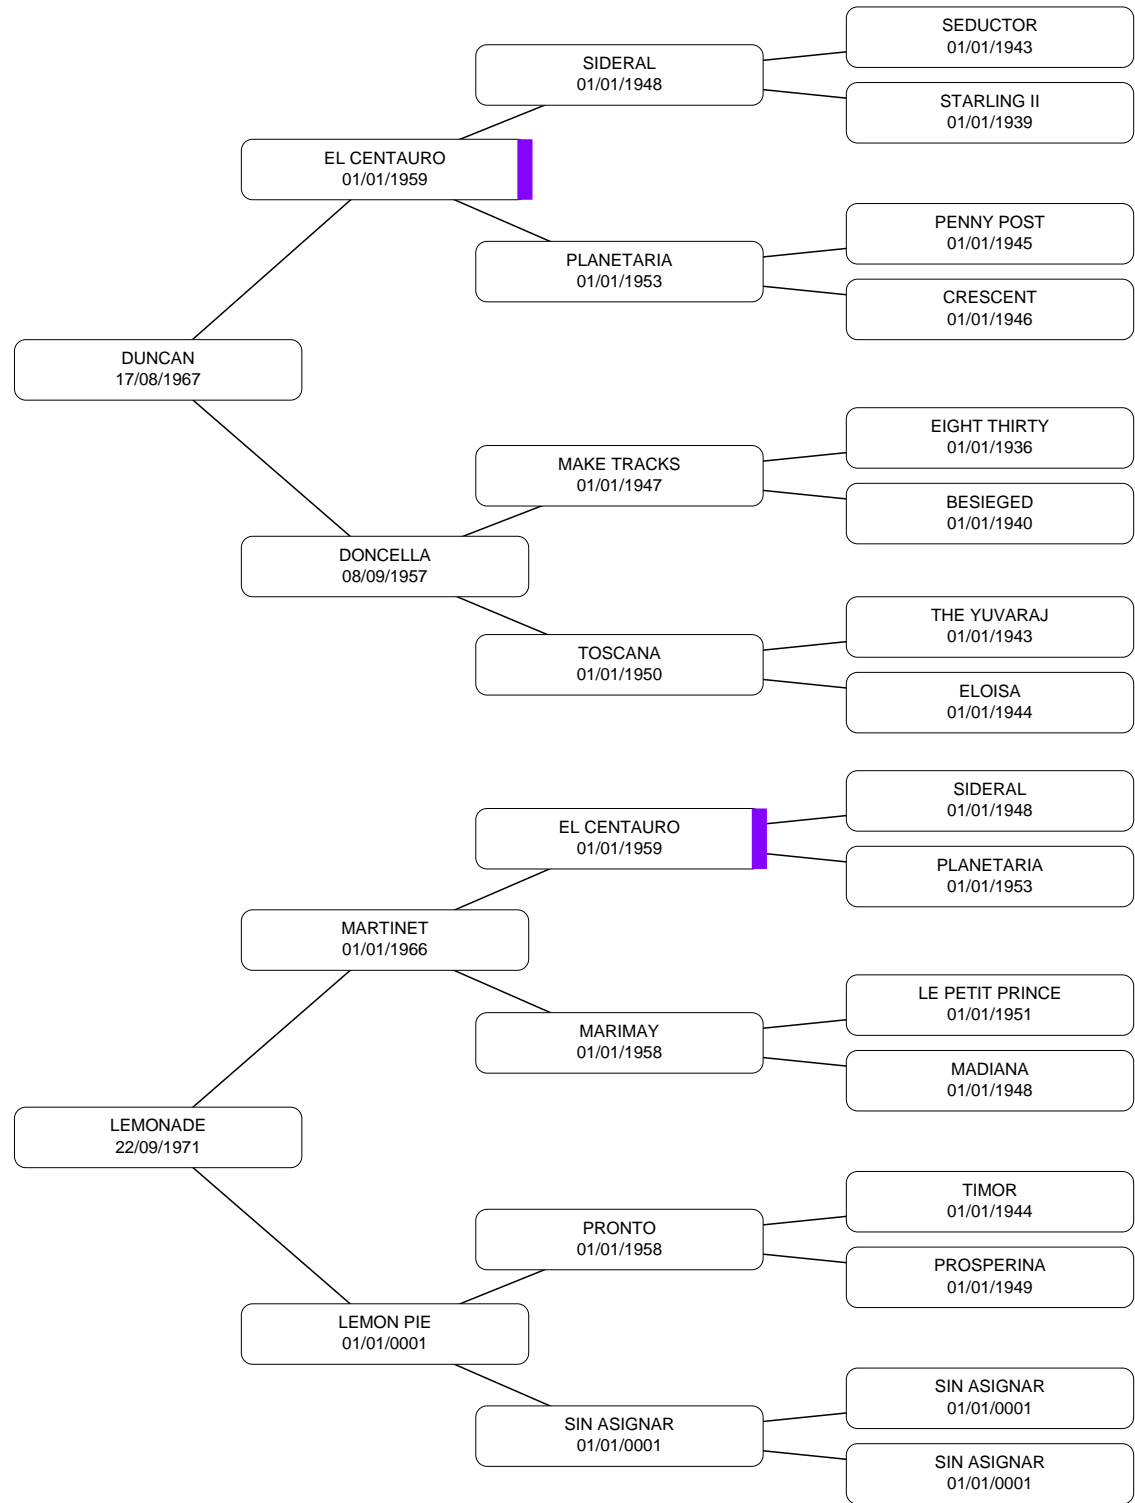 SEDUCTOR
01/01/1943
SIDERAL
01/01/1948
STARLING II
01/01/1939
EL CENTAURO
01/01/1959
PENNY POST
01/01/1945
PLANETARIA
01/01/1953
CRESCENT
01/01/1946
DUNCAN
17/08/1967
EIGHT THIRTY
01/01/1936
MAKE TRACKS
01/01/1947
BESIEGED
01/01/1940
DONCELLA
08/09/1957
THE YUVARAJ
01/01/1943
TOSCANA
01/01/1950
ELOISA
01/01/1944
SIDERAL
01/01/1948
EL CENTAURO
01/01/1959
PLANETARIA
01/01/1953
MARTINET
01/01/1966
LE PETIT PRINCE
01/01/1951
MARIMAY
01/01/1958
MADIANA
01/01/1948
LEMONADE
22/09/1971
TIMOR
01/01/1944
PRONTO
01/01/1958
PROSPERINA
01/01/1949
LEMON PIE
01/01/0001
SIN ASIGNAR
01/01/0001
SIN ASIGNAR
01/01/0001
SIN ASIGNAR
01/01/0001